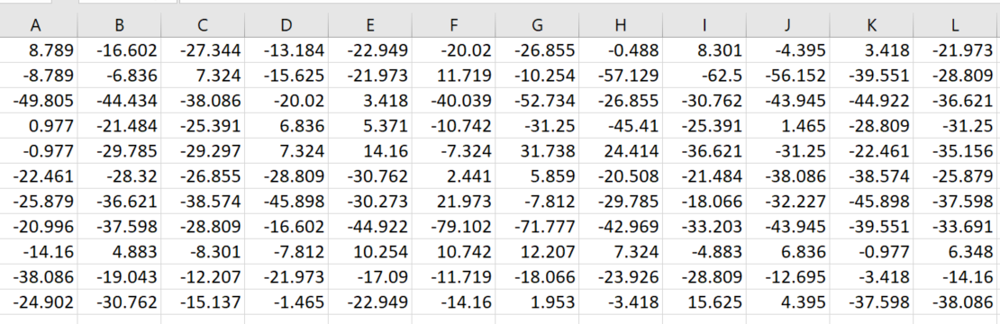 A B C D E F G H I J K L
8.789 -16.602 -27.344 -13.184 -22.949 -20.02 -26.855 -0.488 8.301 -4.395 3.418 -21.973
-8.789 -6.836 7.324 -15.625 -21.973 11.719 -10.254 -57.129 -62.5 -56.152 -39.551 -28.809
-49.805 -44.434 -38.086 -20.02 3.418 -40.039 -52.734 -26.855 -30.762 -43.945 -44.922 -36.621
0.977 -21.484 -25.391 6.836 5.371 -10.742 -31.25 -45.41 -25.391 1.465 -28.809 -31.25
-0.977 -29.785 -29.297 7.324 14.16 -7.324 31.738 24.414 -36.621 -31.25 -22.461 -35.156
-22.461 -28.32 -26.855 -28.809 -30.762 2.441 5.859 -20.508 -21.484 -38.086 -38.574 -25.879
-25.879 -36.621 -38.574 -45.898 -30.273 21.973 -7.812 -29.785 -18.066 -32.227 -45.898 -37.598
-20.996 -37.598 -28.809 -16.602 -44.922 -79.102 -71.777 -42.969 -33.203 -43.945 -39.551 -33.691
-14.16 4.883 -8.301 -7.812 10.254 10.742 12.207 7.324 -4.883 6.836 -0.977 6.348
-38.086 -19.043 -12.207 -21.973 -17.09 -11.719 -18.066 -23.926 -28.809 -12.695 -3.418 -14.16
-24.902 -30.762 -15.137 -1.465 -22.949 -14.16 1.953 -3.418 15.625 4.395 -37.598 -38.086